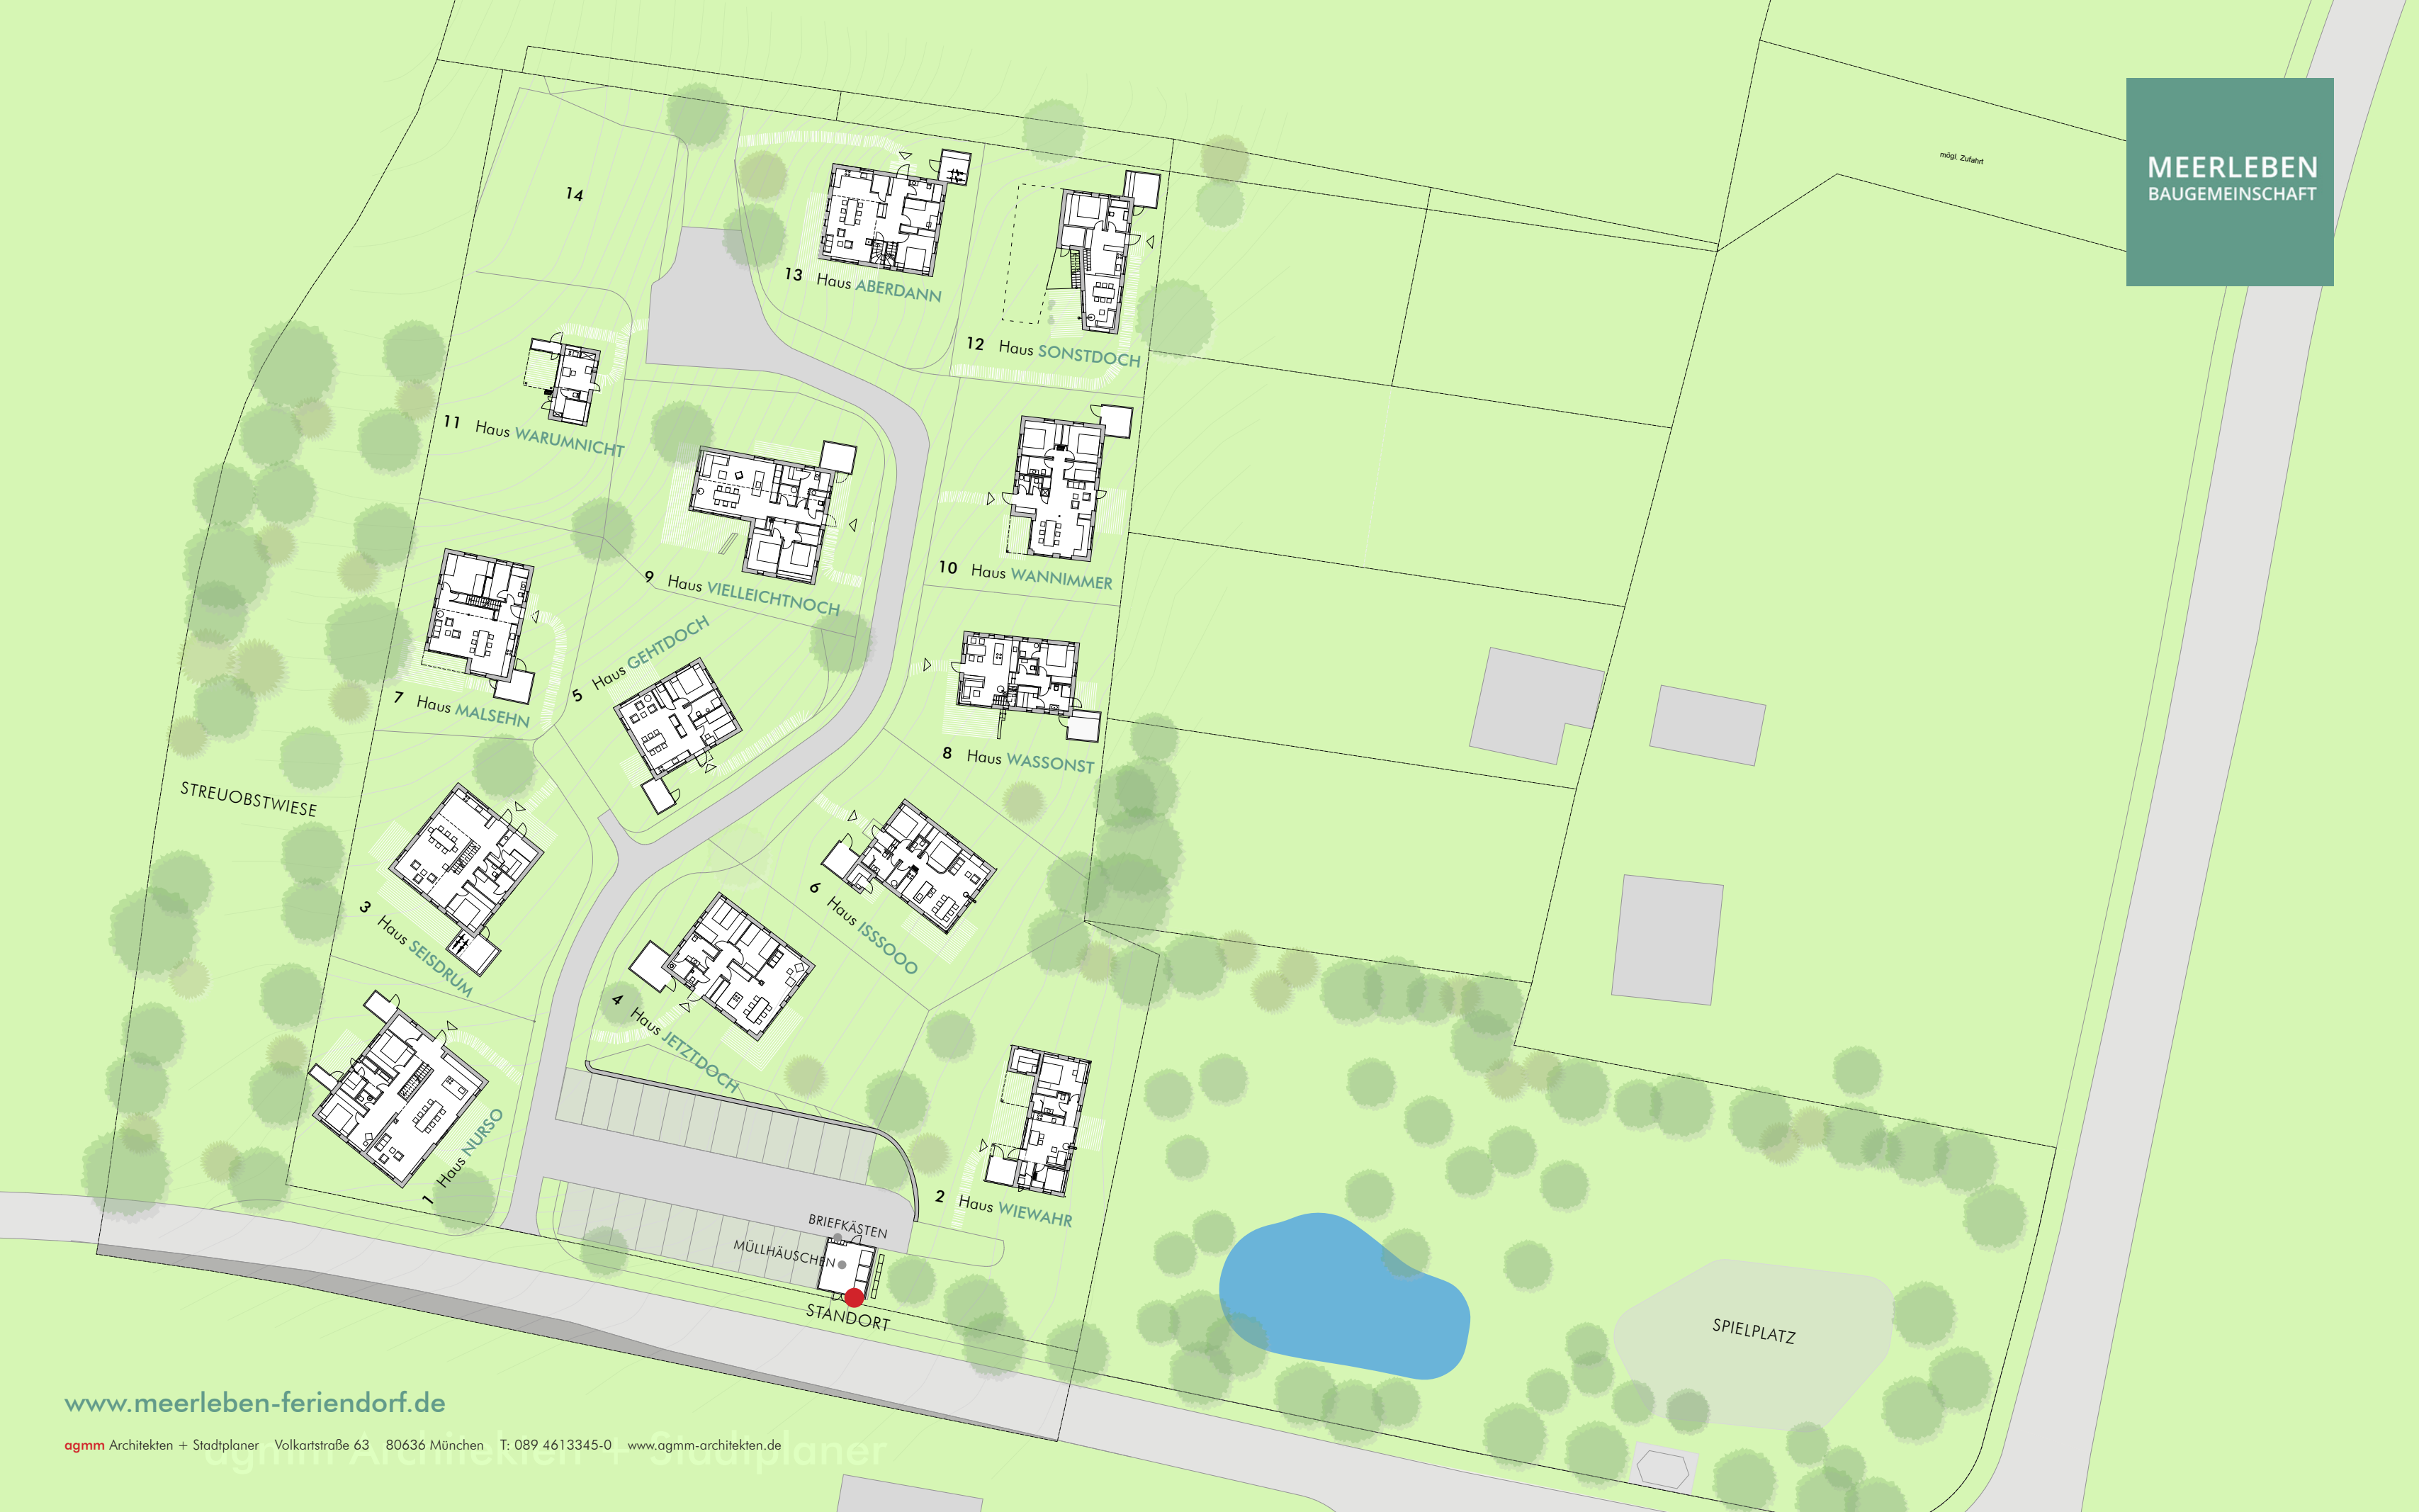 mögl. Zufahrt
MEERLEBEN
BAUGEMEINSCHAFT
14
13 Haus ABERDANN
12 Haus SONSTDOCH
11 Haus WARUMNICHT
10 Haus WANNIMMER
9 Haus VIELLEICHTNOCH
5 Haus GEHTDOCH
7 Haus MALSEHN
8 Haus WASSONST
STREUOBSTWIESE
3 Haus SEISDRUM
6 Haus ISSSOOO
4 Haus JETZTDOCH
1 Haus NURSO
2 Haus WIEWAHR
BRIEFKÄSTEN
MÜLLHÄUSCHEN
STANDORT
SPIELPLATZ
www.meerleben-feriendorf.de
agmm Architekten + Stadtplaner Volkartstraße 63 80636 München T: 089 4613345-0 www.agmm-architekten.de
agmm Architekten + Stadtplaner